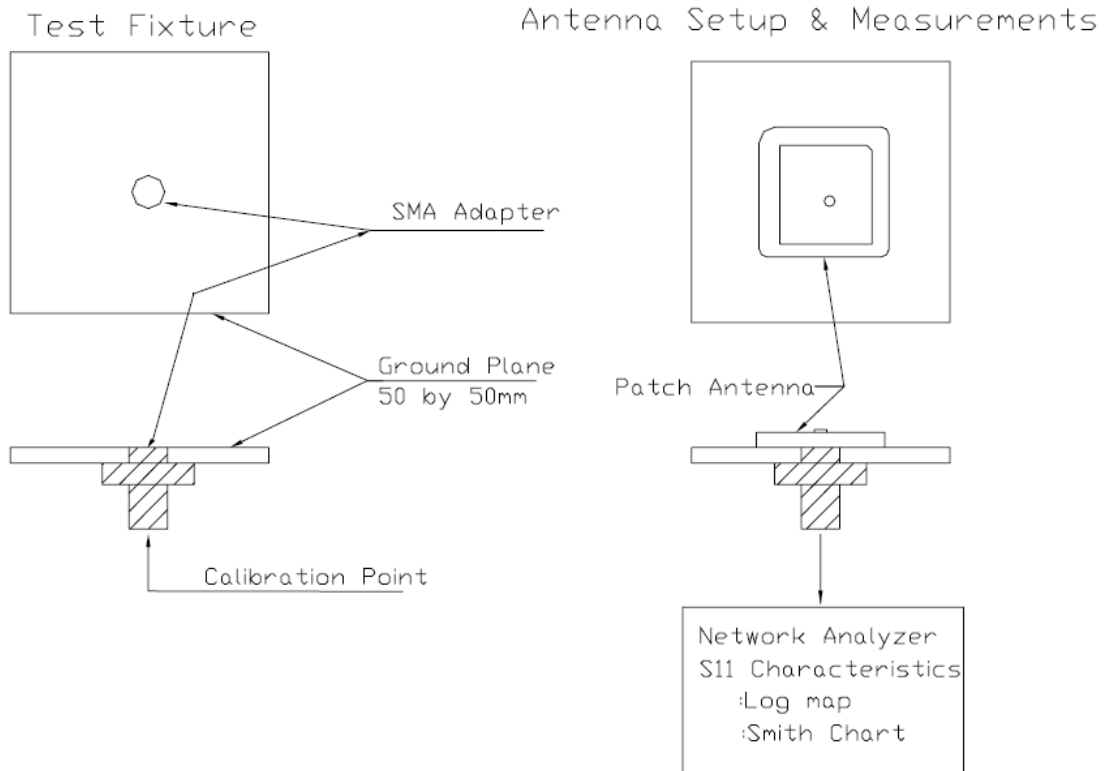 Test Fixture
Antenna Setup & Measurements
SMA Adapter
Ground Plane
50 by 50mm
Patch Antenna
Calibration Point
Network Analyzer
S11 Characteristics
:Log map
:Smith Chart